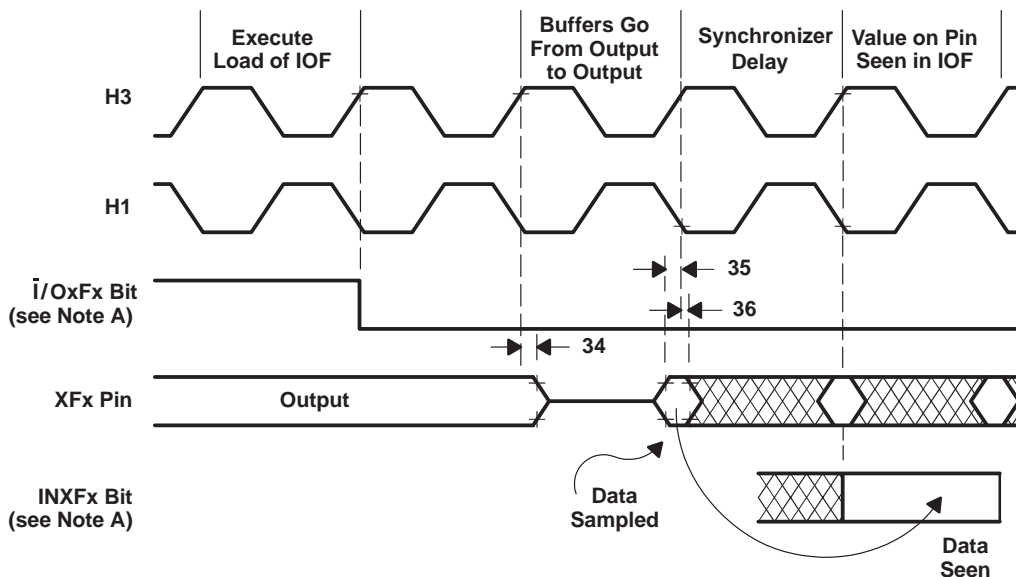 Execute
Load of IOF
Buffers Go
From Output
to Output
Synchronizer
Delay
Value on Pin
Seen in IOF
H3
H1
Ī/OxFx Bit
(see Note A)
35
36
34
XFx Pin
Output
INXFx Bit
(see Note A)
Data
Sampled
Data
Seen